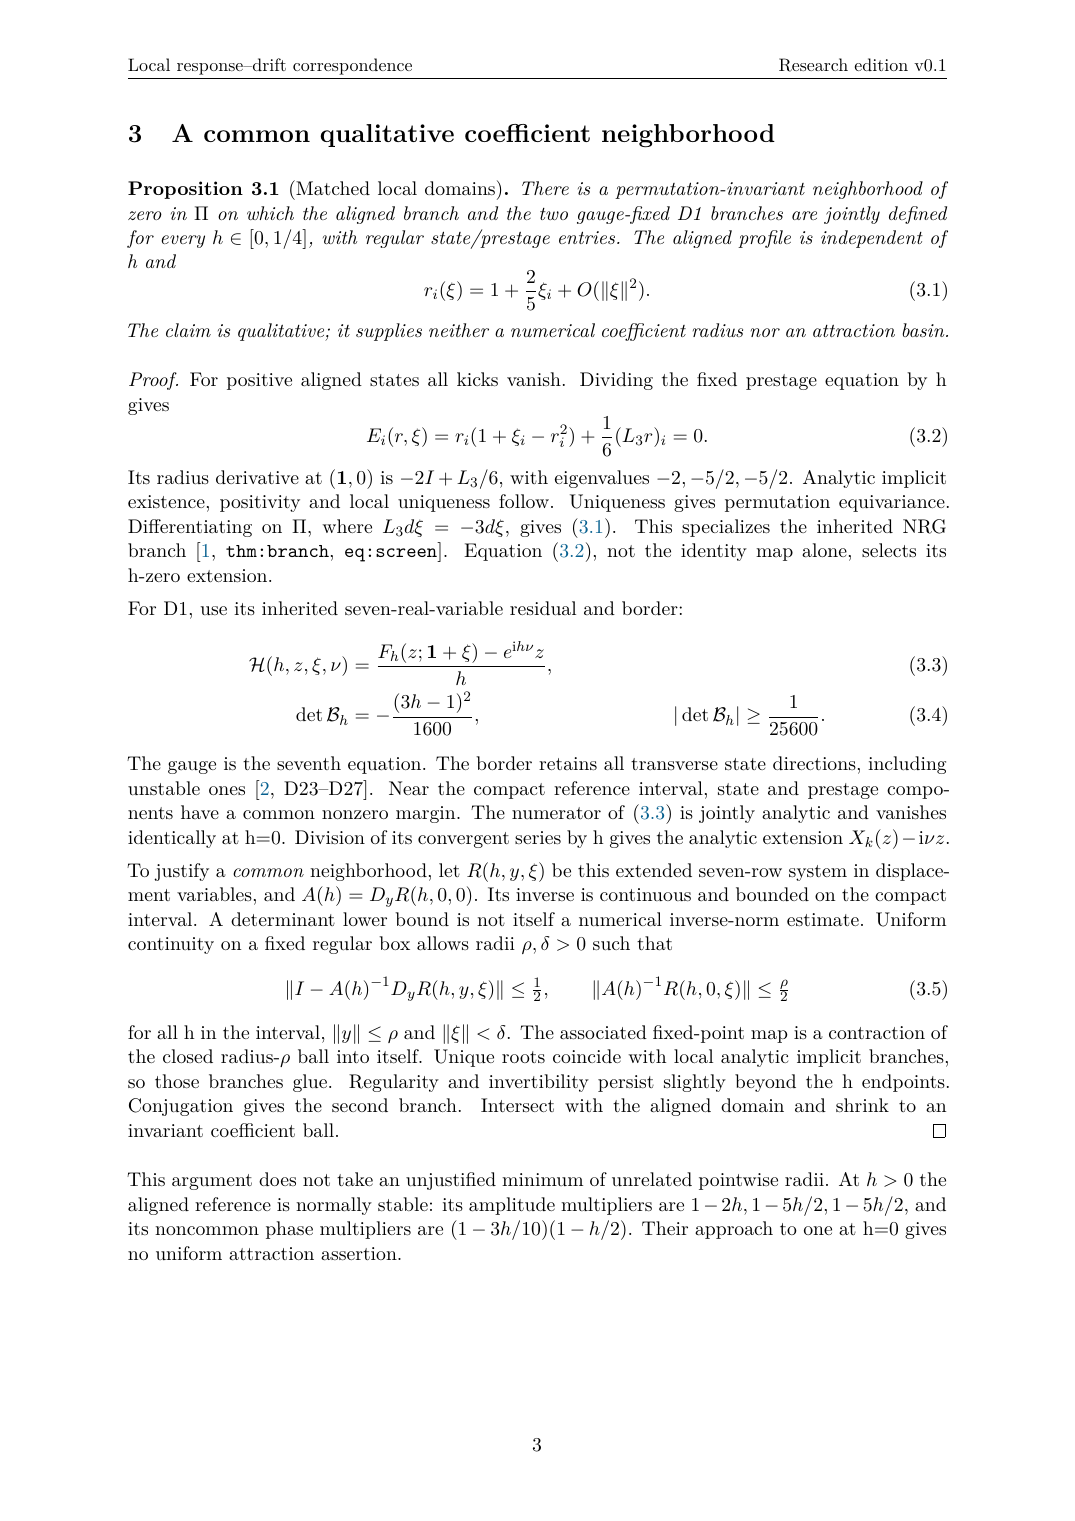 Local response–drift correspondence Research edition v0.1
3 A common qualitative coefficient neighborhood
Proposition 3.1 (Matched local domains). There is a permutation-invariant neighborhood of
zero in Π on which the aligned branch and the two gauge-fixed D1 branches are jointly defined
for every h ∈ [0, 1/4], with regular state/prestage entries. The aligned profile is independent of
h and
r_i(ξ) = 1 + \frac{2}{5}ξ_i + O(‖ξ‖²). (3.1)
The claim is qualitative; it supplies neither a numerical coefficient radius nor an attraction basin.
Proof. For positive aligned states all kicks vanish. Dividing the fixed prestage equation by h
gives
E_i(r, ξ) = r_i(1 + ξ_i − r_i²) + \frac{1}{6}(L_3r)_i = 0. (3.2)
Its radius derivative at (1, 0) is −2I + L_3/6, with eigenvalues −2, −5/2, −5/2. Analytic implicit
existence, positivity and local uniqueness follow. Uniqueness gives permutation equivariance.
Differentiating on Π, where L_3dξ = −3dξ, gives (3.1). This specializes the inherited NRG
branch [1, thm:branch, eq:screen]. Equation (3.2), not the identity map alone, selects its
h-zero extension.
For D1, use its inherited seven-real-variable residual and border:
ℋ(h, z, ξ, ν) = \frac{F_h(z; 1 + ξ) − e^{ihν}z}{h}, (3.3)
det ℬ_h = −\frac{(3h − 1)²}{1600}, |det ℬ_h| ≥ \frac{1}{25600}. (3.4)
The gauge is the seventh equation. The border retains all transverse state directions, including
unstable ones [2, D23–D27]. Near the compact reference interval, state and prestage compo-
nents have a common nonzero margin. The numerator of (3.3) is jointly analytic and vanishes
identically at h=0. Division of its convergent series by h gives the analytic extension X_k(z)−iνz.
To justify a common neighborhood, let R(h, y, ξ) be this extended seven-row system in displace-
ment variables, and A(h) = D_yR(h, 0, 0). Its inverse is continuous and bounded on the compact
interval. A determinant lower bound is not itself a numerical inverse-norm estimate. Uniform
continuity on a fixed regular box allows radii ρ, δ > 0 such that
‖I − A(h)^{−1}D_yR(h, y, ξ)‖ ≤ \frac{1}{2}, ‖A(h)^{−1}R(h, 0, ξ)‖ ≤ \frac{ρ}{2} (3.5)
for all h in the interval, ‖y‖ ≤ ρ and ‖ξ‖ < δ. The associated fixed-point map is a contraction of
the closed radius-ρ ball into itself. Unique roots coincide with local analytic implicit branches,
so those branches glue. Regularity and invertibility persist slightly beyond the h endpoints.
Conjugation gives the second branch. Intersect with the aligned domain and shrink to an
invariant coefficient ball. □
This argument does not take an unjustified minimum of unrelated pointwise radii. At h > 0 the
aligned reference is normally stable: its amplitude multipliers are 1−2h, 1−5h/2, 1−5h/2, and
its noncommon phase multipliers are (1 − 3h/10)(1 − h/2). Their approach to one at h=0 gives
no uniform attraction assertion.
3